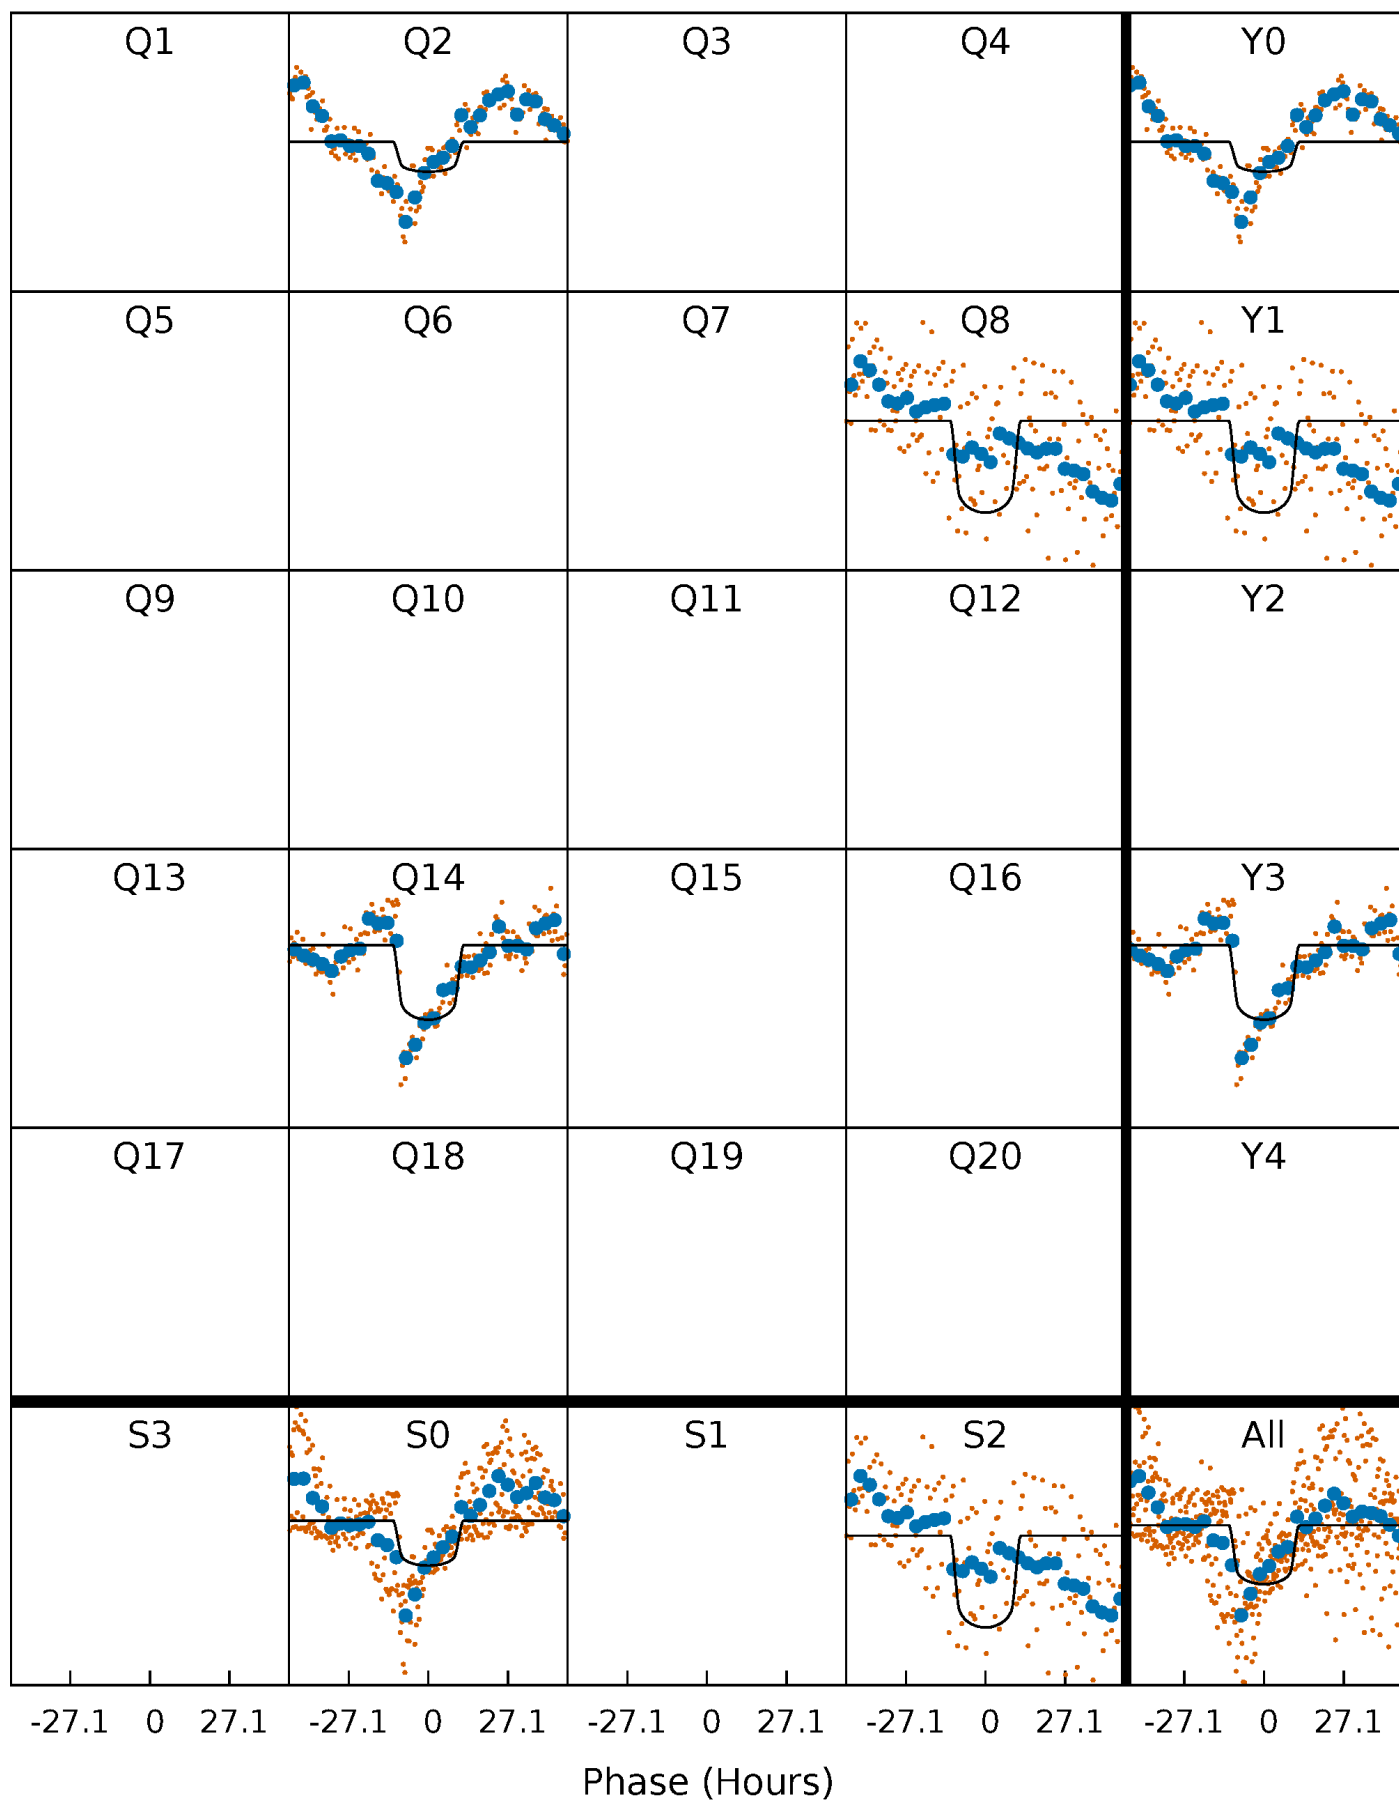 Q1 Q2 Q3 Q4 Y0
Q5 Q6 Q7 Q8 Y1
Q9 Q10 Q11 Q12 Y2
Q13 Q14 Q15 Q16 Y3
Q17 Q18 Q19 Q20 Y4
S3 S0 S1 S2 All
-27.1 0 27.1 -27.1 0 27.1 -27.1 0 27.1 -27.1 0 27.1 -27.1 0 27.1
Phase (Hours)